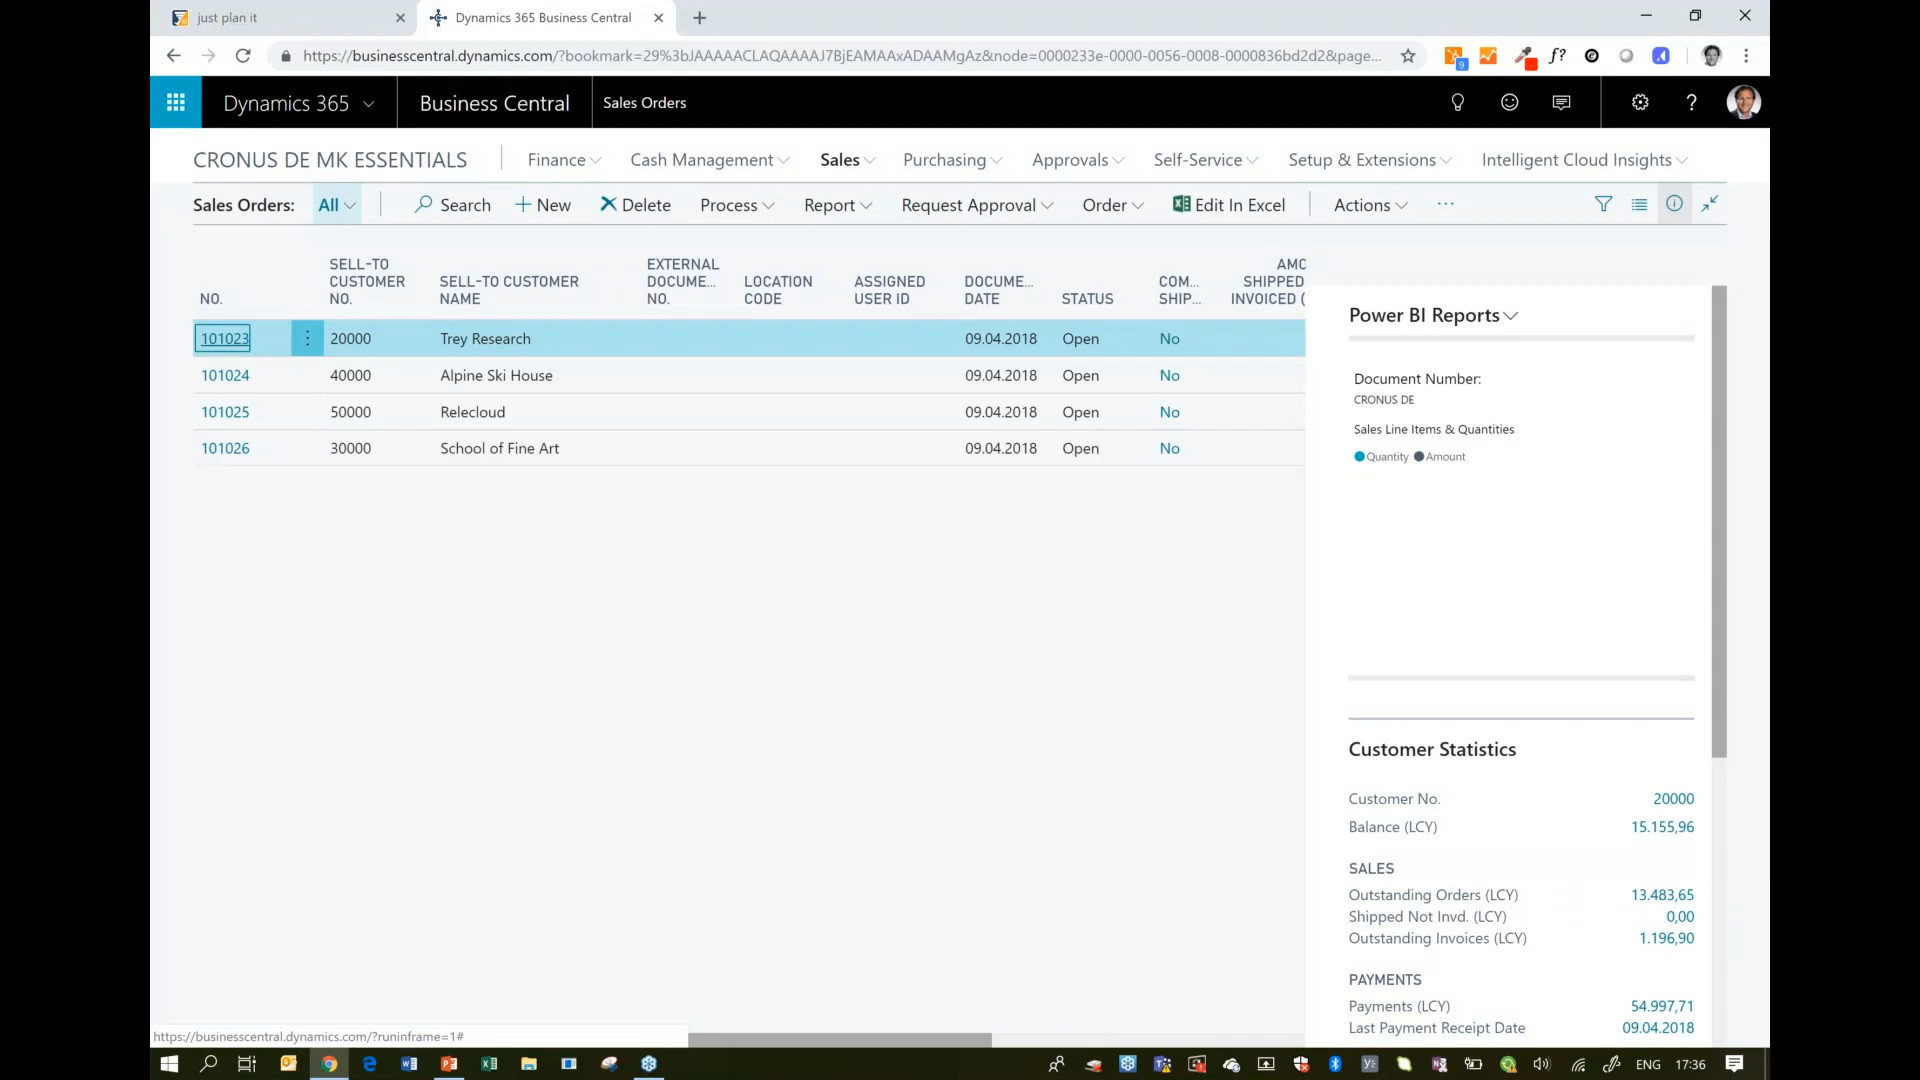 just plan it
Dynamics 365 Business Central
https://businesscentral.dynamics.com/?bookmark=29%3bJAAAAACLAQAAAAJ7BjEAMAAxADAAMgAz&node=0000233e-0000-0056-0008-0000836bd2d2&page...
Dynamics 365
Business Central
Sales Orders
CRONUS DE MK ESSENTIALS
Finance
Cash Management
Sales
Purchasing
Approvals
Self-Service
Setup & Extensions
Intelligent Cloud Insights
Sales Orders:
All
Search
New
Delete
Process
Report
Request Approval
Order
Edit In Excel
Actions
...
NO.
SELL-TO
CUSTOMER
NO.
SELL-TO CUSTOMER
NAME
EXTERNAL
DOCUME...
NO.
LOCATION
CODE
ASSIGNED
USER ID
DOCUME...
DATE
STATUS
COM...
SHIP...
AMO
SHIPPED
INVOICED (
101023 20000 Trey Research 09.04.2018 Open No
101024 40000 Alpine Ski House 09.04.2018 Open No
101025 50000 Relecloud 09.04.2018 Open No
101026 30000 School of Fine Art 09.04.2018 Open No
Power BI Reports
Document Number:
CRONUS DE
Sales Line Items & Quantities
Quantity Amount
Customer Statistics
Customer No. 20000
Balance (LCY) 15.155,96
SALES
Outstanding Orders (LCY) 13.483,65
Shipped Not Invd. (LCY) 0,00
Outstanding Invoices (LCY) 1.196,90
PAYMENTS
Payments (LCY) 54.997,71
Last Payment Receipt Date 09.04.2018
https://businesscentral.dynamics.com/?runinframe=1#
ENG 17:36